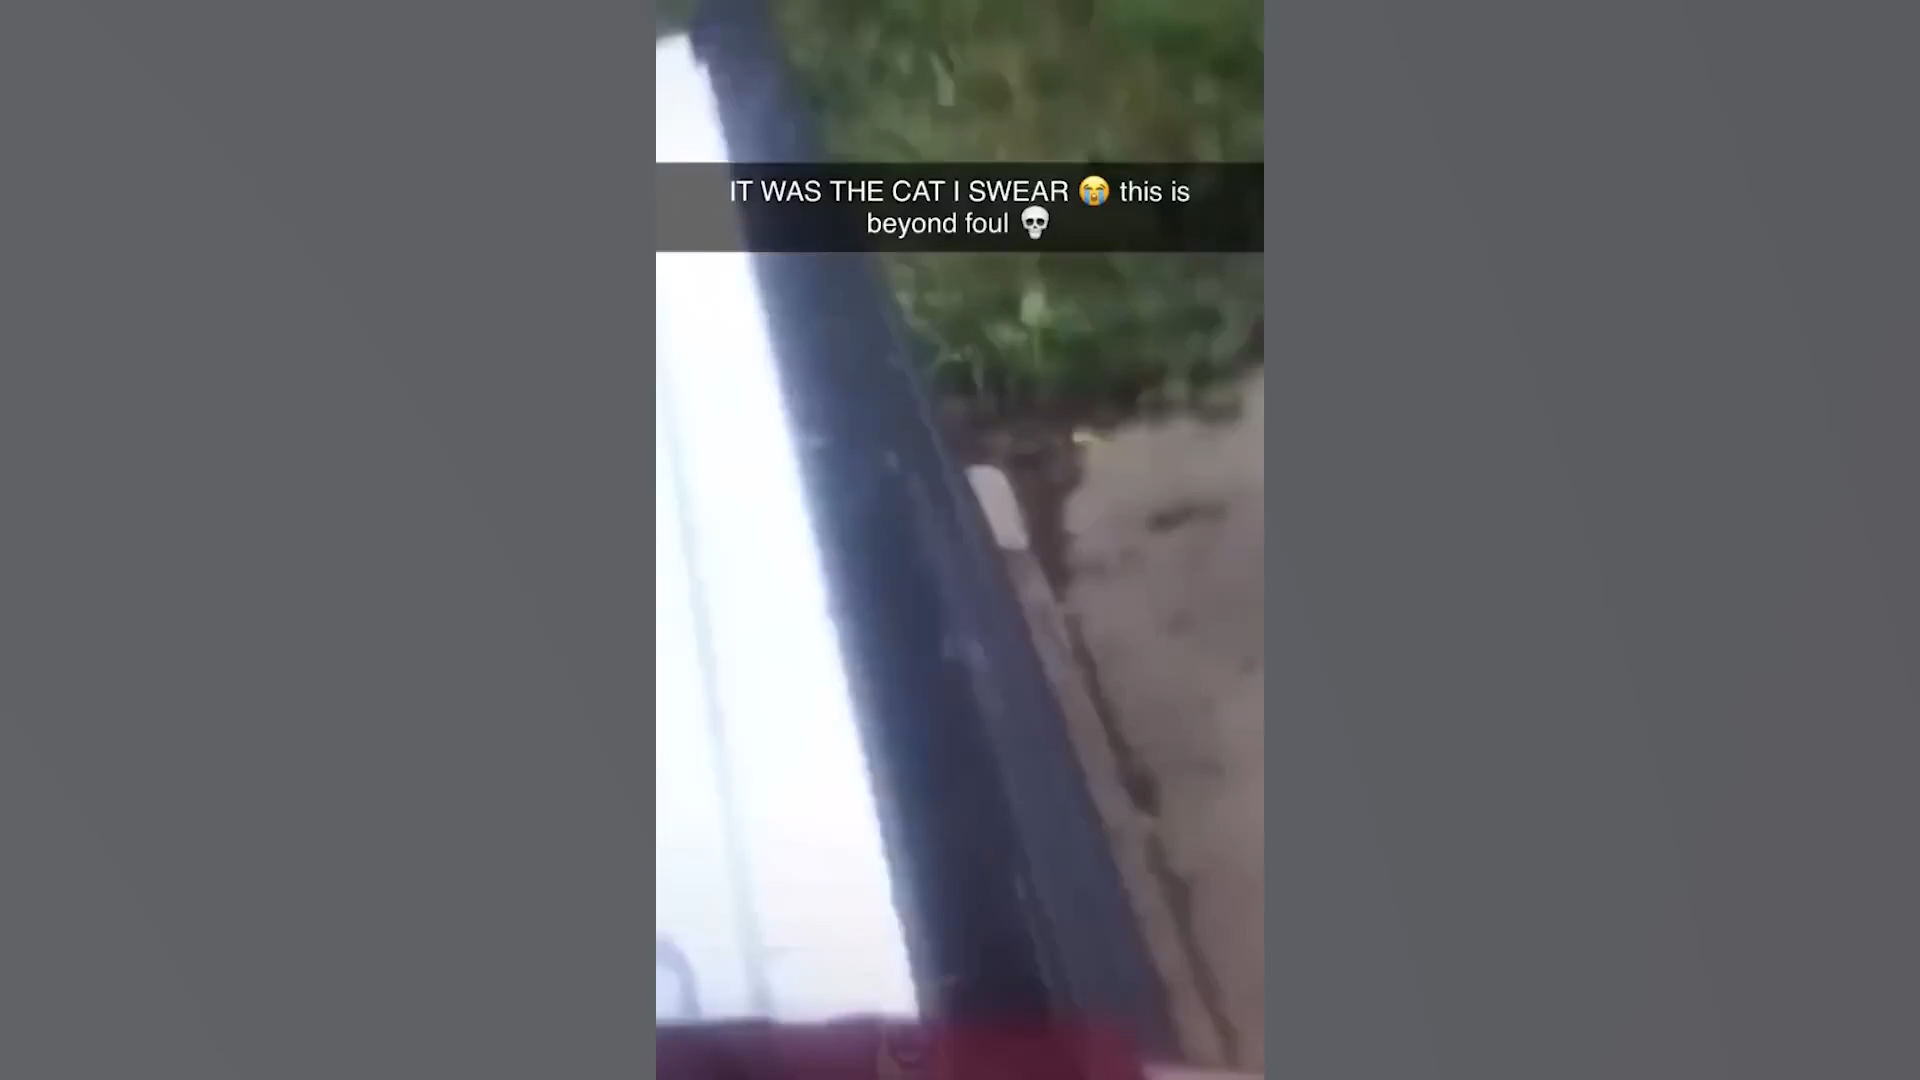 IT WAS THE CAT I SWEAR 😭 this is
beyond foul 💀